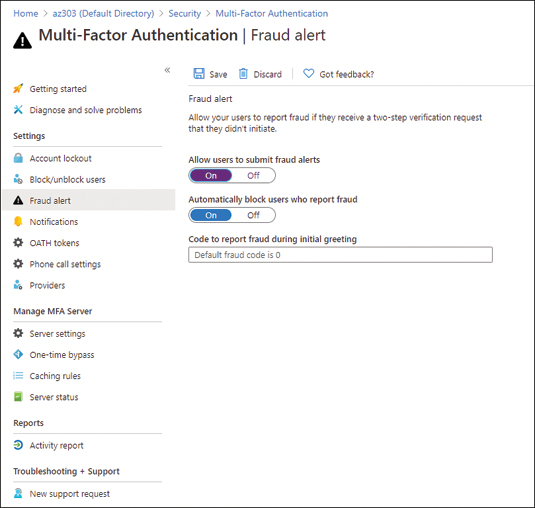 Home > az303 (Default Directory) > Security > Multi-Factor Authentication
Multi-Factor Authentication | Fraud alert
«
Getting started
Diagnose and solve problems
Settings
Account lockout
Block/unblock users
Fraud alert
Notifications
OATH tokens
Phone call settings
Providers
Manage MFA Server
Server settings
One-time bypass
Caching rules
Server status
Reports
Activity report
Troubleshooting + Support
New support request
Save Discard Got feedback?
Fraud alert
Allow your users to report fraud if they receive a two-step verification request
that they didn't initiate.
Allow users to submit fraud alerts
On Off
Automatically block users who report fraud
On Off
Code to report fraud during initial greeting
Default fraud code is 0